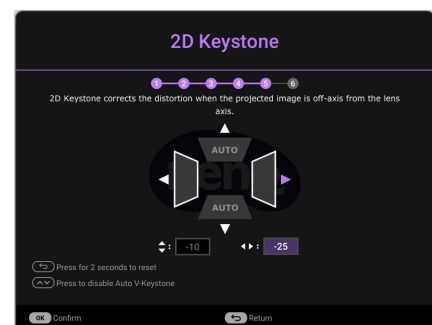 2D Keystone
1 2 3 4 5 6
2D Keystone corrects the distortion when the projected image is off-axis from the lens
axis.
AUTO
BenQ
AUTO
: -10 : -25
Press for 2 seconds to reset
Press to disable Auto V-Keystone
OK Confirm Return